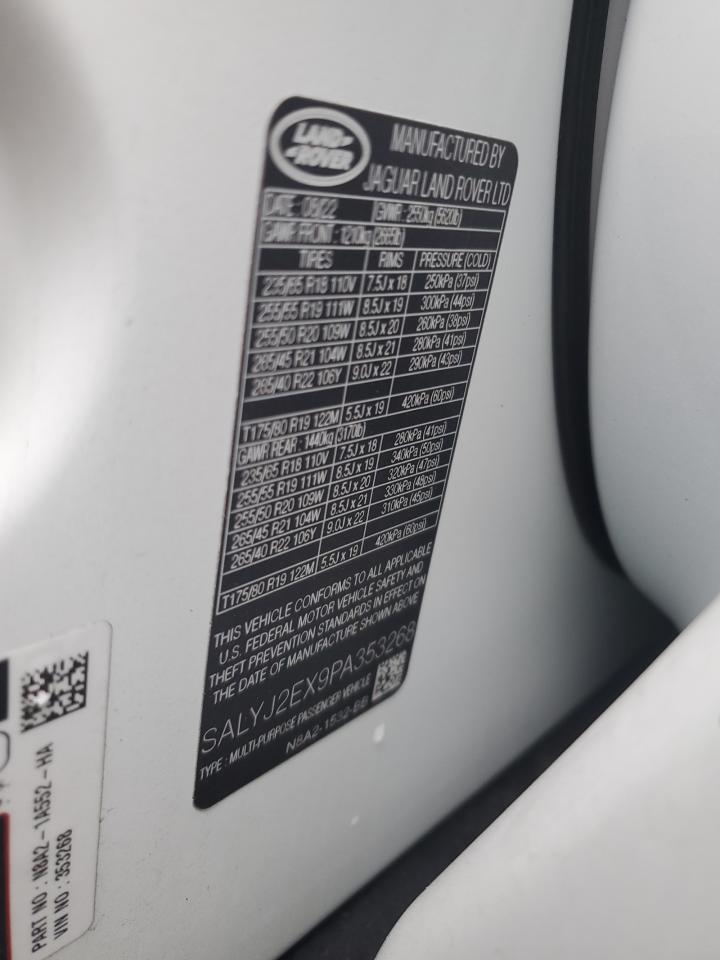 LAND ROVER
MANUFACTURED BY
JAGUAR LAND ROVER LTD
DATE : 08/22 GVWR : 2550kg (5620lb)
GAWR FRONT : 1210kg (2665lb)
TIRES RIMS PRESSURE (COLD)
235/65 R18 110V 7.5J x 18 250kPa (37psi)
255/55 R19 111W 8.5J x 19 300kPa (44psi)
255/50 R20 109W 8.5J x 20 260kPa (38psi)
265/45 R21 104W 8.5J x 21 280kPa (41psi)
265/40 R22 106Y 9.0J x 22 290kPa (43psi)
T175/80 R19 122M 5.5J x 19 420kPa (60psi)
GAWR REAR : 1440kg (3170lb)
235/65 R18 110V 7.5J x 18 280kPa (41psi)
255/55 R19 111W 8.5J x 19 340kPa (50psi)
255/50 R20 109W 8.5J x 20 320kPa (47psi)
265/45 R21 104W 8.5J x 21 330kPa (48psi)
265/40 R22 106Y 9.0J x 22 310kPa (45psi)
T175/80 R19 122M 5.5J x 19 420kPa (60psi)
THIS VEHICLE CONFORMS TO ALL APPLICABLE
U.S. FEDERAL MOTOR VEHICLE SAFETY AND
THEFT PREVENTION STANDARDS IN EFFECT ON
THE DATE OF MANUFACTURE SHOWN ABOVE
SALYJ2EX9PA353268
TYPE : MULTI-PURPOSE PASSENGER VEHICLE
N8A2-1532-BB
PART NO : N8A2-1A552-HA
VIN NO : 353268